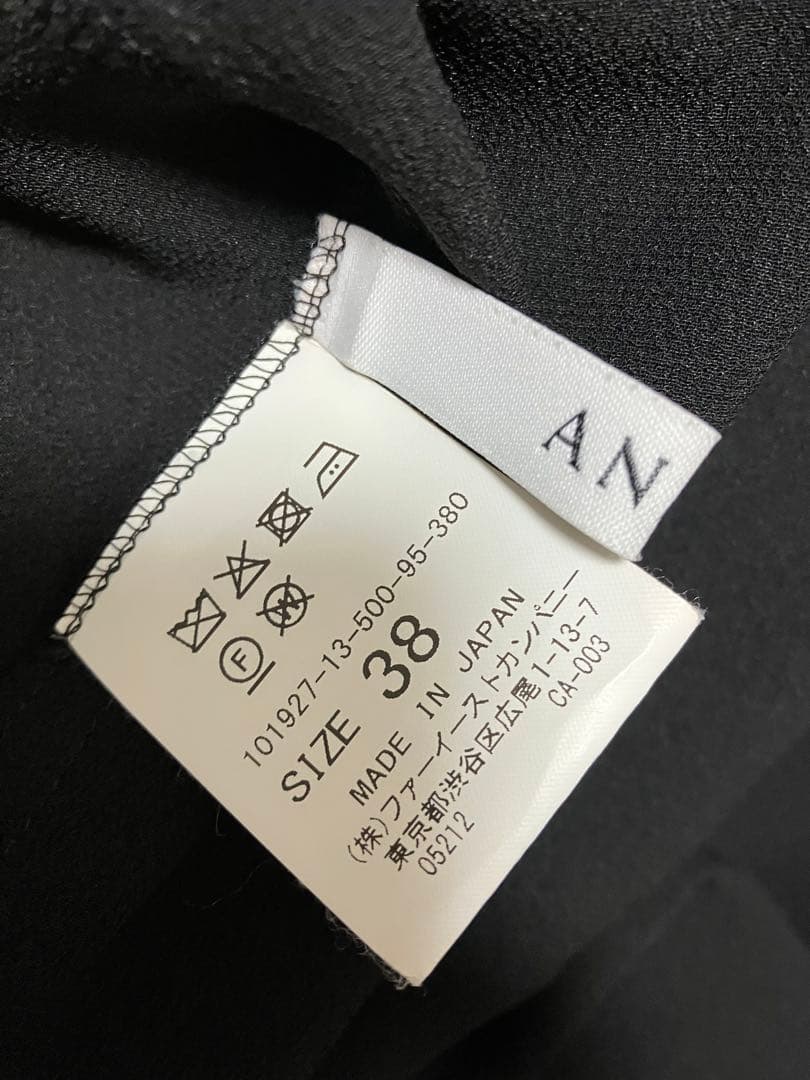 A
N
F
W
101927-13-500-95-380
SIZE 38
MADE IN JAPAN
(株)ファーイーストカンパニー
東京都渋谷区広尾1-13-7
05212 CA-003